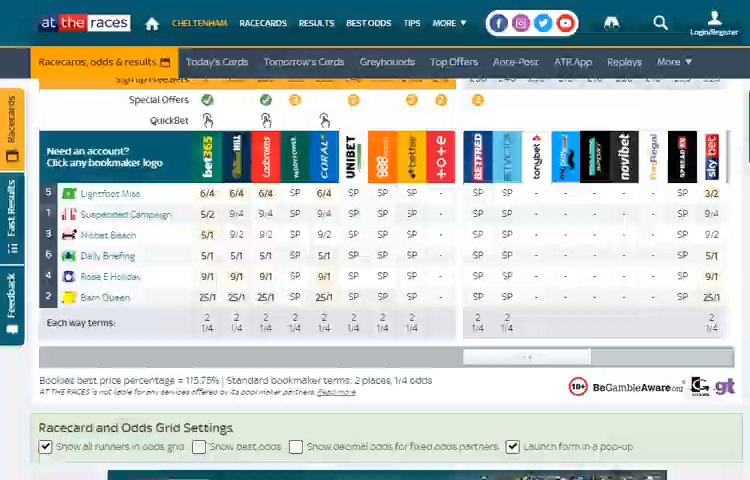 at the races CHELTENHAM RACECARDS RESULTS BEST ODDS TIPS MORE ▼ Login/Register
Racecards, odds & results Today's Cards Tomorrow's Cards Greyhounds Top Offers Ante-Post ATR App Replays More ▼
Racecards
Fast Results
Feedback
Special Offers
QuickBet
Need an account?
Click any bookmaker logo
bet365 HILL Ladbrokes CORAL UNIBET 888 betfair tote BETFRED BETVICTOR tonybet SPORT novibet SPREADEX sky bet
5 Lightfoot Miss 6/4 6/4 6/4 SP 6/4 SP SP SP - SP SP - - - - - SP 3/2
1 Suspended Campaign 5/2 9/4 9/4 SP 9/4 SP SP SP - SP SP - - - - - SP 9/4
3 Nisbet Beach 5/1 9/2 9/2 SP 9/2 SP SP SP - SP SP - - - - - SP 9/2
6 Daily Briefing 5/1 5/1 5/1 SP 5/1 SP SP SP - SP SP - - - - - SP 5/1
4 Rose E Holiday 9/1 9/1 9/1 SP 9/1 SP SP SP - SP SP - - - - - SP 9/1
2 Barn Queen 25/1 25/1 25/1 SP 25/1 SP SP SP - SP SP - - - - - SP 25/1
Each way terms: 2 2 2 2 2 2 2 2 2 2 2
1/4 1/4 1/4 1/4 1/4 1/4 1/4 1/4 1/4 1/4 1/4
Bookies best price percentage = 115.75% | Standard bookmaker terms: 2 places, 1/4 odds
AT THE RACES is not liable for any services offered by its bookmaker partners. Read more
18+ BeGambleAware.org
Racecard and Odds Grid Settings
Show all runners in odds grid Show best odds Show decimal odds for fixed odds partners Launch form in a pop-up